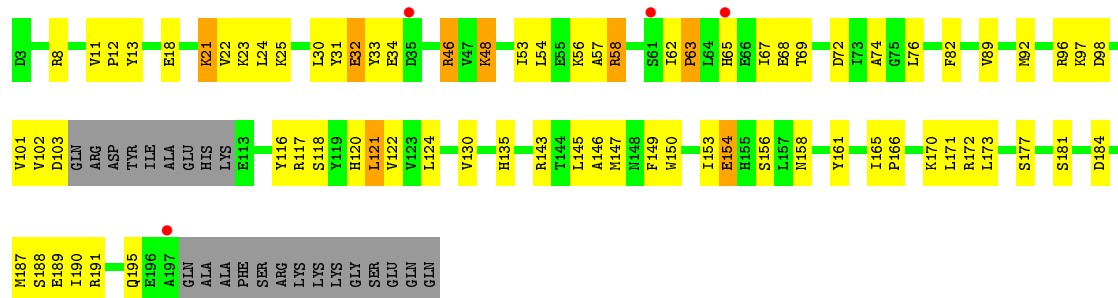 D3 R8 V11 P12 Y13 E18 K21 V22 K23 L24 K25 L30 Y31 E32 Y33 E34 D35 R46 V47 K48 I53 L54 E55 K56 A57 R58 S61 I62 P63 L64 H65 E66 I67 E68 T69 D72 I73 A74 G75 L76 F82 V89 M92 R96 K97 D98
V101 V102 D103 GLN ARG ASP TYR ILE ALA GLU HIS LYS E113 Y116 R117 S118 Y119 H120 L121 V122 V123 L124 V130 H135 R143 T144 L145 A146 M147 N148 F149 W150 I153 E154 H155 S156 L157 N158 Y161 I165 P166 K170 L171 R172 L173 S177 S181 D184
M187 S188 E189 I190 R191 Q195 E196 A197 GLN ALA ALA PHE SER ARG LYS LYS LYS GLY SER GLU GLN GLN